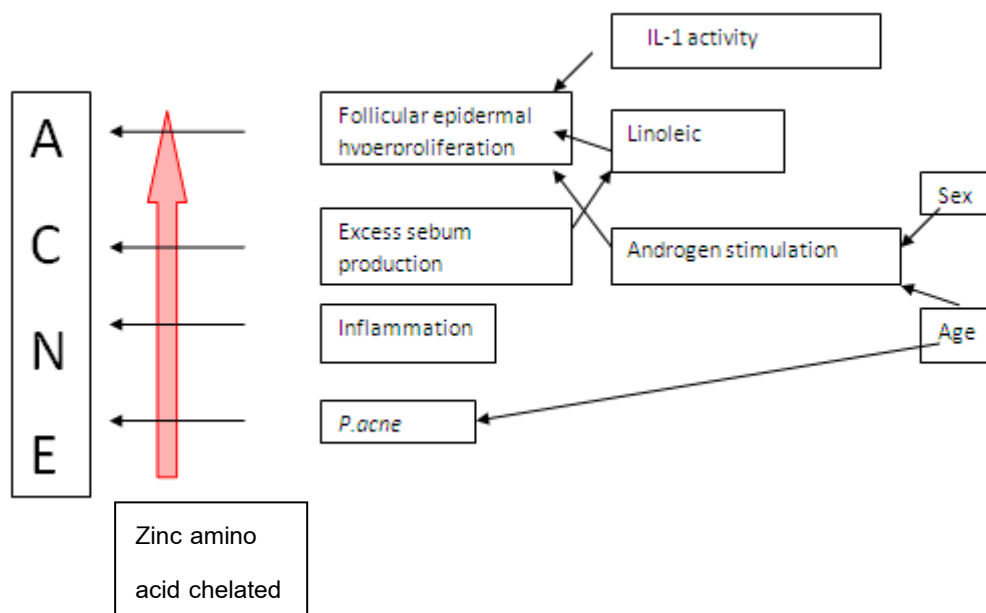 A
C
N
E
IL-1 activity
Follicular epidermal
hyperproliferation
Linoleic
Sex
Excess sebum
production
Androgen stimulation
Inflammation
Age
P.acne
Zinc amino
acid chelated